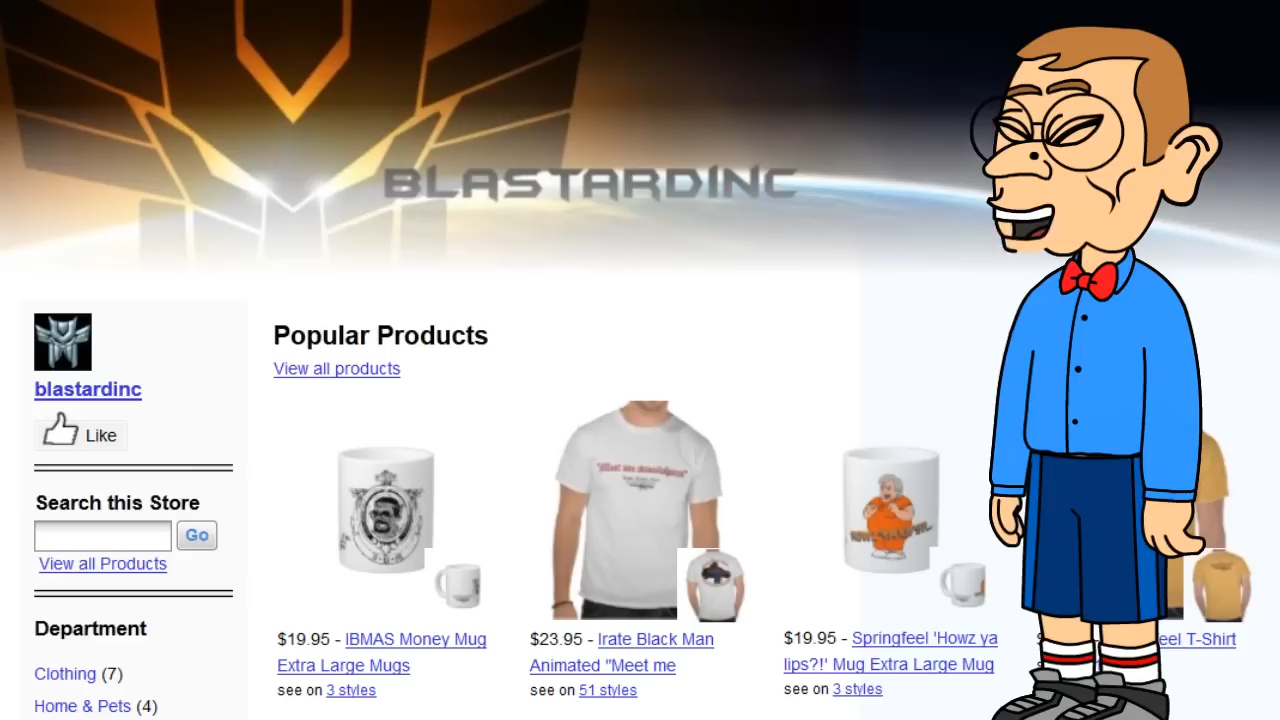 BLASTARDINC
blastardinc
Like
Search this Store
Go
View all Products
Department
Clothing (7)
Home & Pets (4)
Popular Products
View all products
$19.95 - IBMAS Money Mug
Extra Large Mugs
see on 3 styles
$23.95 - Irate Black Man
Animated "Meet me
see on 51 styles
$19.95 - Springfeel 'Howz ya
lips?!' Mug Extra Large Mug
see on 3 styles
T-Shirt